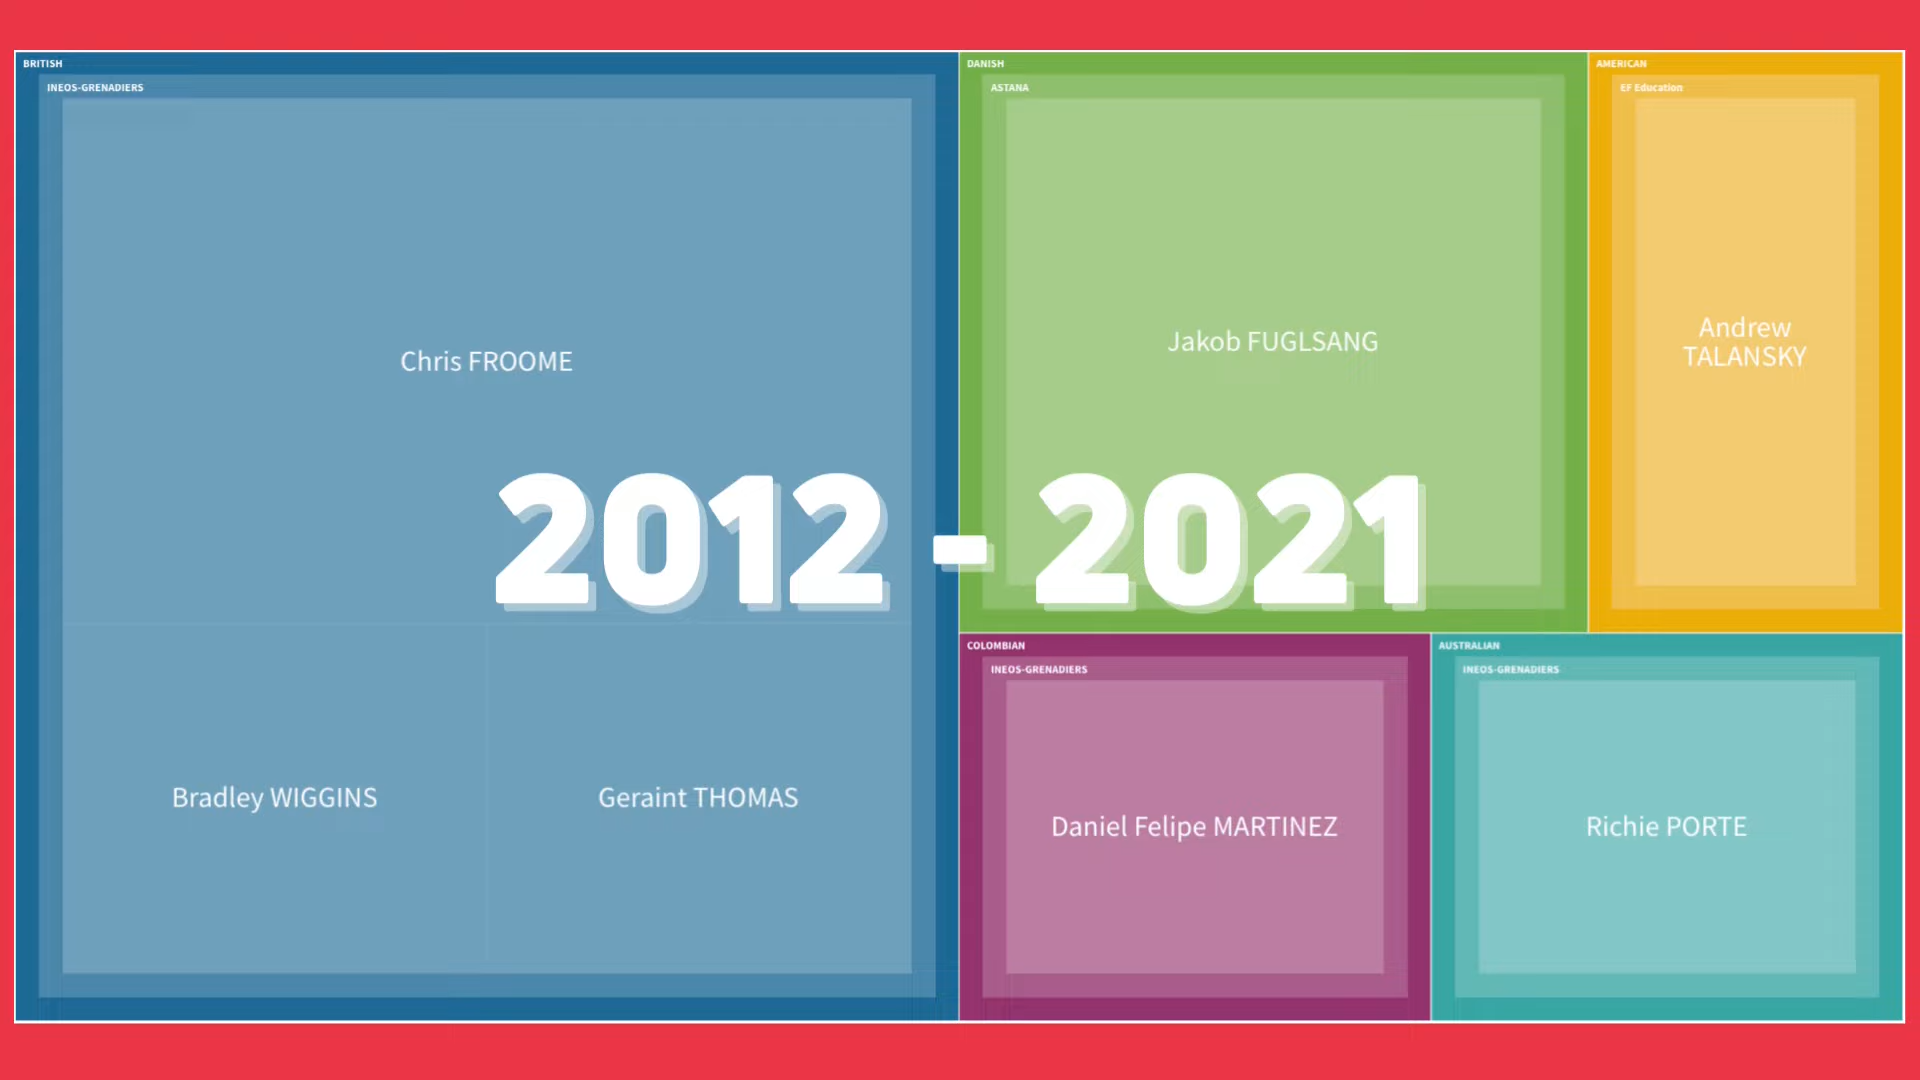 BRITISH
INEOS-GRENADIERS
Chris FROOME
Bradley WIGGINS
Geraint THOMAS
DANISH
ASTANA
Jakob FUGLSANG
AMERICAN
EF Education
Andrew
TALANSKY
2012 - 2021
COLOMBIAN
INEOS-GRENADIERS
Daniel Felipe MARTINEZ
AUSTRALIAN
INEOS-GRENADIERS
Richie PORTE